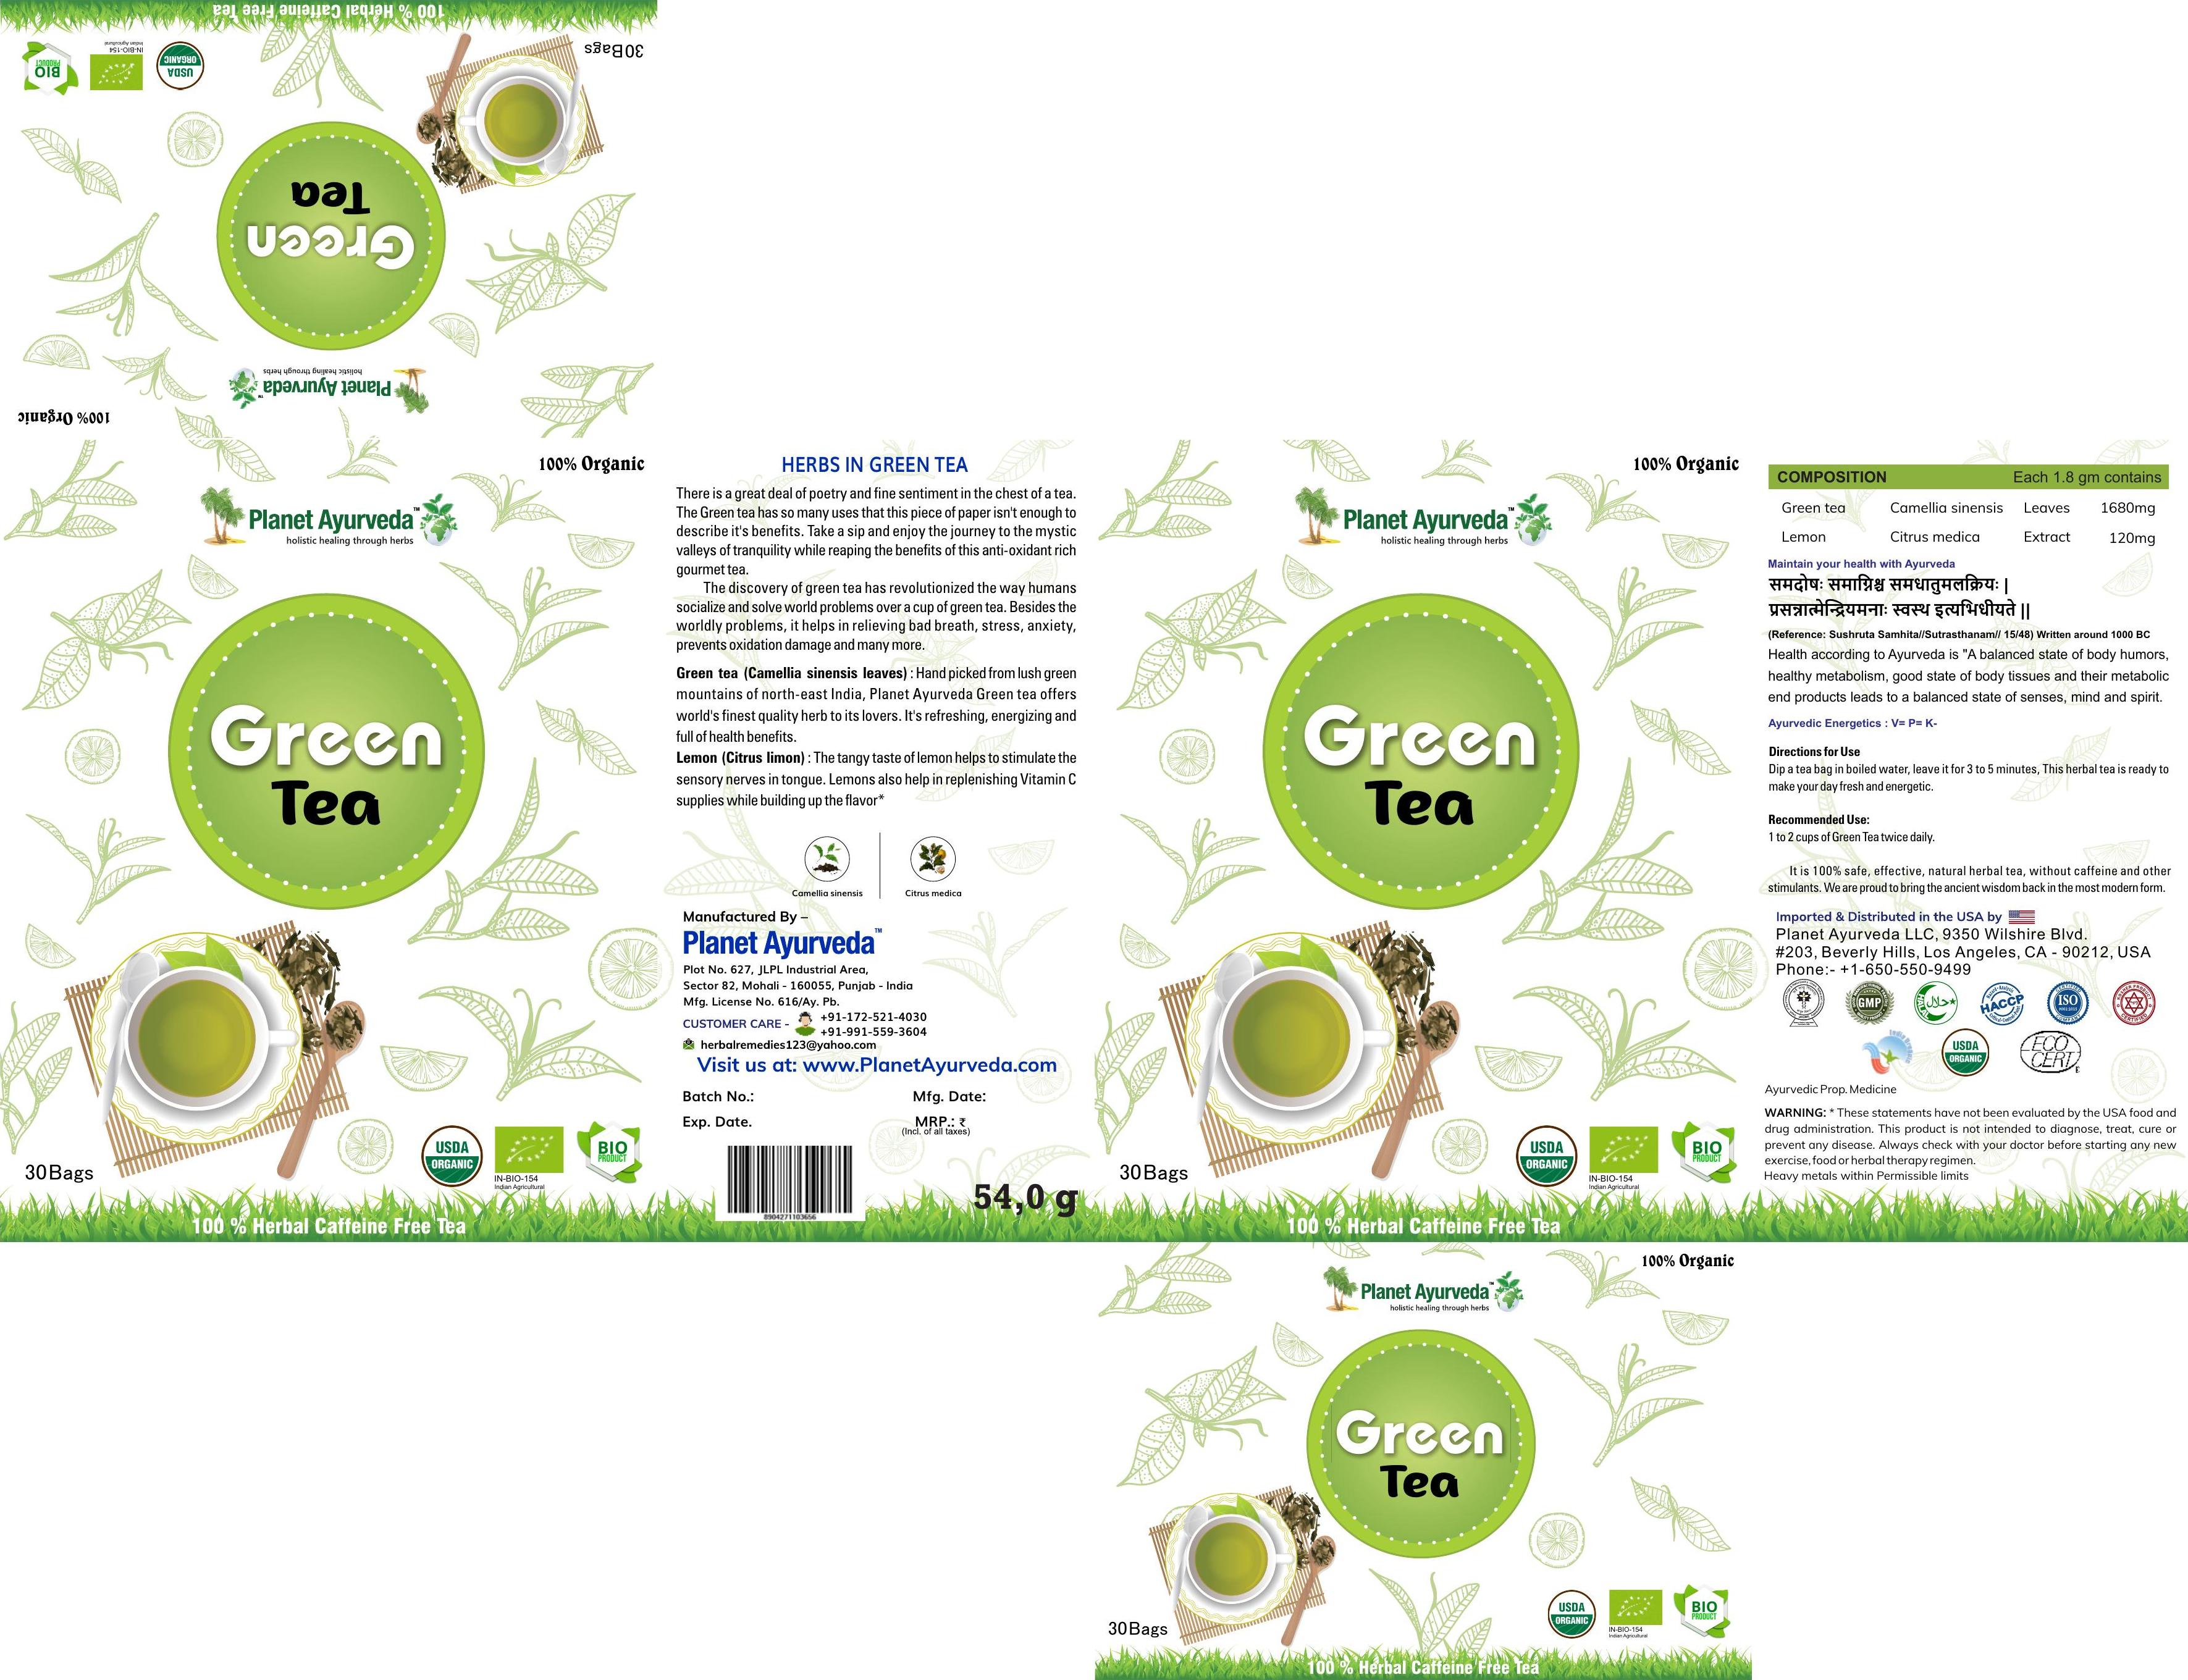 100 % Herbal Caffeine Free Tea
30Bags
BIO
PRODUCT
IN-BIO-154
Indian Agricultural
USDA
ORGANIC
Green
Tea
Planet Ayurveda™
holistic healing through herbs
100% Organic
100% Organic
Planet Ayurveda™
holistic healing through herbs
Green
Tea
30Bags
USDA
ORGANIC
IN-BIO-154
Indian Agricultural
BIO
PRODUCT
100 % Herbal Caffeine Free Tea
HERBS IN GREEN TEA
There is a great deal of poetry and fine sentiment in the chest of a tea.
The Green tea has so many uses that this piece of paper isn't enough to
describe it's benefits. Take a sip and enjoy the journey to the mystic
valleys of tranquility while reaping the benefits of this anti-oxidant rich
gourmet tea.
The discovery of green tea has revolutionized the way humans
socialize and solve world problems over a cup of green tea. Besides the
worldly problems, it helps in relieving bad breath, stress, anxiety,
prevents oxidation damage and many more.
Green tea (Camellia sinensis leaves) : Hand picked from lush green
mountains of north-east India, Planet Ayurveda Green tea offers
world's finest quality herb to its lovers. It's refreshing, energizing and
full of health benefits.
Lemon (Citrus limon) : The tangy taste of lemon helps to stimulate the
sensory nerves in tongue. Lemons also help in replenishing Vitamin C
supplies while building up the flavor*
Camellia sinensis
Citrus medica
Manufactured By –
Planet Ayurveda™
Plot No. 627, JLPL Industrial Area,
Sector 82, Mohali - 160055, Punjab - India
Mfg. License No. 616/Ay. Pb.
CUSTOMER CARE - +91-172-521-4030
+91-991-559-3604
herbalremedies123@yahoo.com
Visit us at: www.PlanetAyurveda.com
Batch No.: Mfg. Date:
Exp. Date. MRP.: ₹
(Incl. of all taxes)
8904271103656
54,0 g
100% Organic
Planet Ayurveda™
holistic healing through herbs
Green
Tea
30Bags
USDA
ORGANIC
IN-BIO-154
Indian Agricultural
BIO
PRODUCT
100 % Herbal Caffeine Free Tea
COMPOSITION Each 1.8 gm contains
Green tea Camellia sinensis Leaves 1680mg
Lemon Citrus medica Extract 120mg
Maintain your health with Ayurveda
समदोषः समाग्निश्च समधातुमलक्रियः |
प्रसन्नात्मेन्द्रियमनाः स्वस्थ इत्यभिधीयते ||
(Reference: Sushruta Samhita//Sutrasthanam// 15/48) Written around 1000 BC
Health according to Ayurveda is "A balanced state of body humors,
healthy metabolism, good state of body tissues and their metabolic
end products leads to a balanced state of senses, mind and spirit.
Ayurvedic Energetics : V= P= K-
Directions for Use
Dip a tea bag in boiled water, leave it for 3 to 5 minutes, This herbal tea is ready to
make your day fresh and energetic.
Recommended Use:
1 to 2 cups of Green Tea twice daily.
It is 100% safe, effective, natural herbal tea, without caffeine and other
stimulants. We are proud to bring the ancient wisdom back in the most modern form.
Imported & Distributed in the USA by
Planet Ayurveda LLC, 9350 Wilshire Blvd.
#203, Beverly Hills, Los Angeles, CA - 90212, USA
Phone:- +1-650-550-9499
GMP
حلال
HACCP
ISO
USDA
ORGANIC
ECO
CERT
Ayurvedic Prop. Medicine
WARNING: * These statements have not been evaluated by the USA food and
drug administration. This product is not intended to diagnose, treat, cure or
prevent any disease. Always check with your doctor before starting any new
exercise, food or herbal therapy regimen.
Heavy metals within Permissible limits
100% Organic
Planet Ayurveda™
holistic healing through herbs
Green
Tea
30Bags
USDA
ORGANIC
IN-BIO-154
Indian Agricultural
BIO
PRODUCT
100 % Herbal Caffeine Free Tea